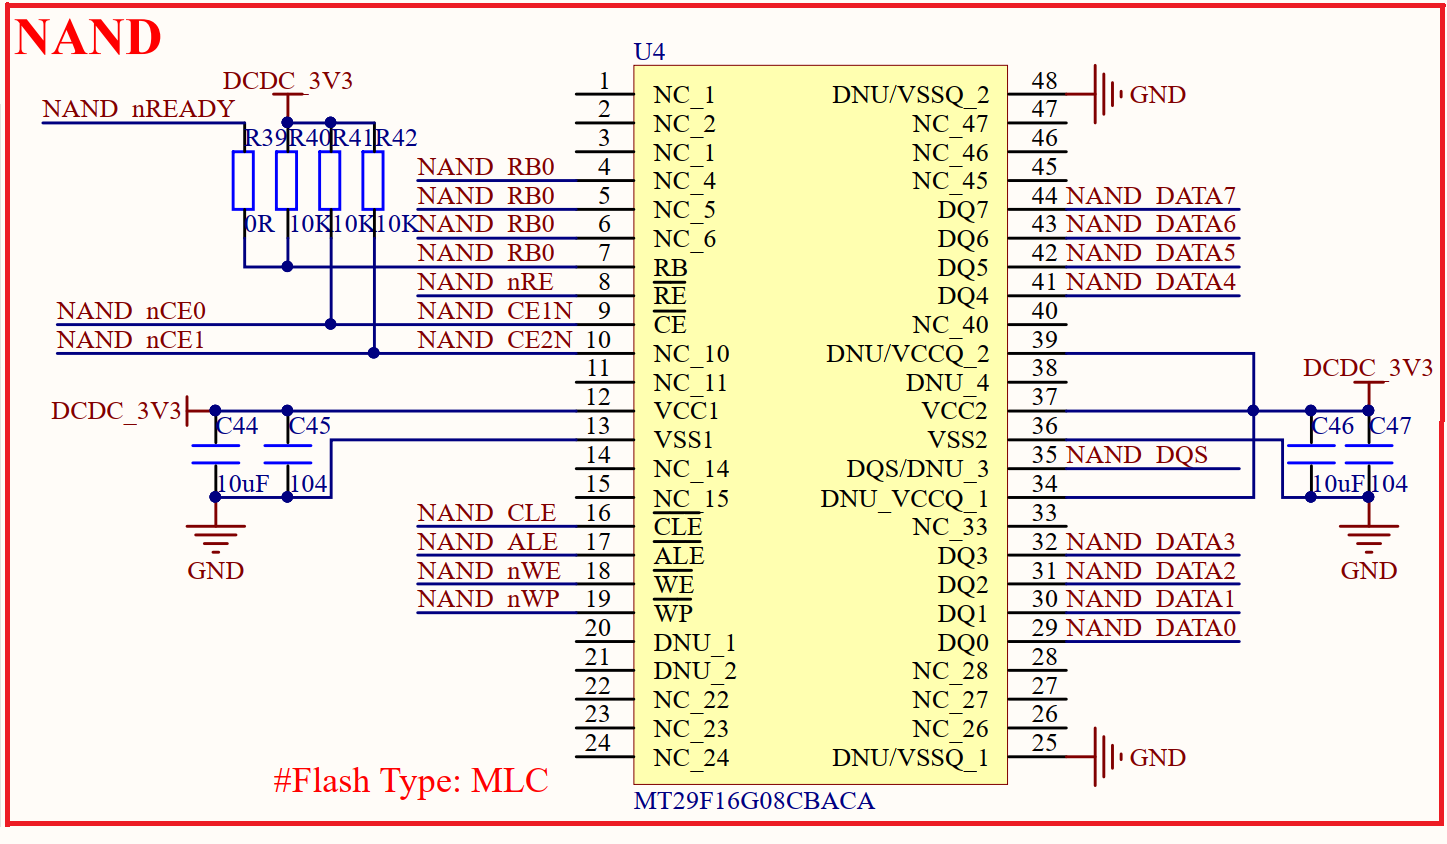 NAND
U4
DCDC_3V3
NAND_nREADY
R39 R40 R41 R42
0R 10K 10K 10K
NAND_RB0
NAND_RB0
NAND_RB0
NAND_RB0
NAND_nRE
NAND_nCE0 NAND_CE1N
NAND_nCE1 NAND_CE2N
DCDC_3V3
C44 C45
10uF 104
GND
NAND_CLE
NAND_ALE
NAND_nWE
NAND_nWP
1 NC_1
2 NC_2
3 NC_1
4 NC_4
5 NC_5
6 NC_6
7 RB
8 RE
9 CE
10 NC_10
11 NC_11
12 VCC1
13 VSS1
14 NC_14
15 NC_15
16 CLE
17 ALE
18 WE
19 WP
20 DNU_1
21 DNU_2
22 NC_22
23 NC_23
24 NC_24
DNU/VSSQ_2 48 GND
NC_47 47
NC_46 46
NC_45 45
DQ7 44 NAND_DATA7
DQ6 43 NAND_DATA6
DQ5 42 NAND_DATA5
DQ4 41 NAND_DATA4
NC_40 40
DNU/VCCQ_2 39
DNU_4 38
VCC2 37
VSS2 36
DQS/DNU_3 35 NAND_DQS
DNU_VCCQ_1 34
NC_33 33
DQ3 32 NAND_DATA3
DQ2 31 NAND_DATA2
DQ1 30 NAND_DATA1
DQ0 29 NAND_DATA0
NC_28 28
NC_27 27
NC_26 26
DNU/VSSQ_1 25 GND
DCDC_3V3
C46 C47
10uF 104
GND
#Flash Type: MLC
MT29F16G08CBACA